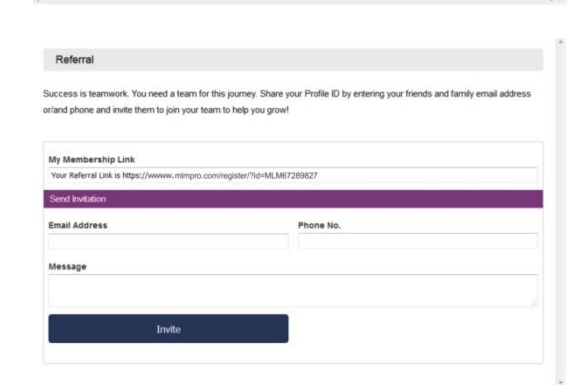 Referral
Success is teamwork. You need a team for this journey. Share your Profile ID by entering your friends and family email address
or/and phone and invite them to join your team to help you grow!
My Membership Link
Your Referral Link is https://wwww.mlmpro.com/register/?id=MLM67289827
Send Invitation
Email Address
Phone No.
Message
Invite